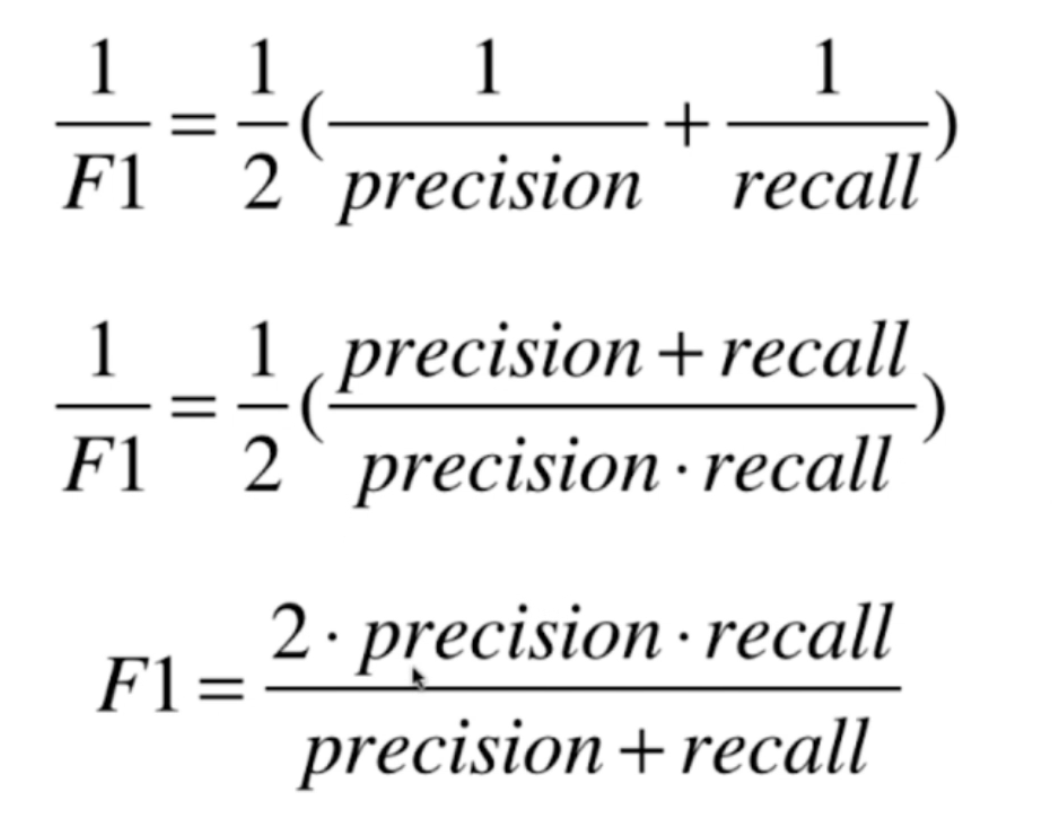 1/F1 = 1/2(1/precision + 1/recall)
1/F1 = 1/2(precision + recall/precision · recall)
F1 = 2 · precision · recall/precision + recall